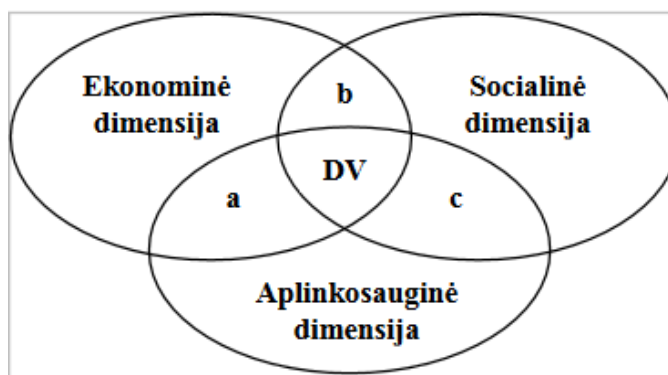 Ekonominė
dimensija
b
Socialinė
dimensija
DV
a
c
Aplinkosauginė
dimensija